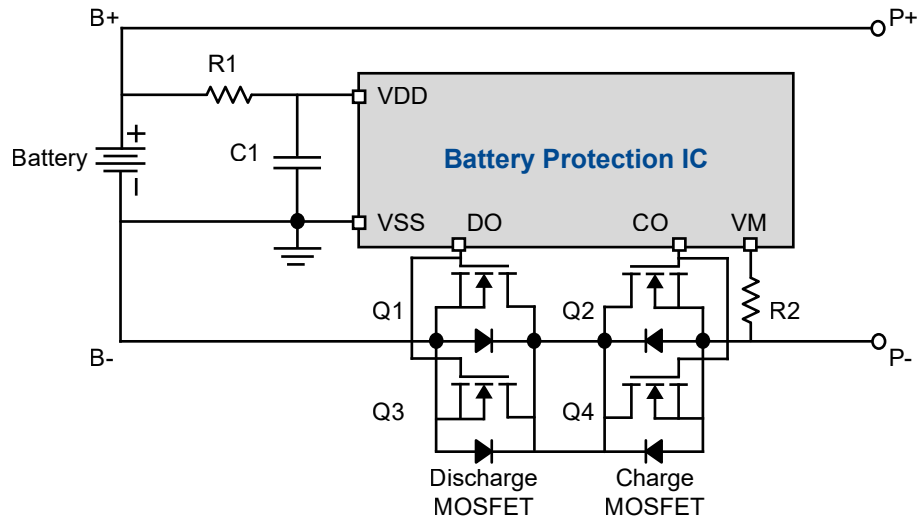 B+
P+
R1
VDD
+
Battery
C1
Battery Protection IC
–
VSS
DO
CO
VM
Q1
Q2
R2
B-
P-
Q3
Q4
Discharge
MOSFET
Charge
MOSFET